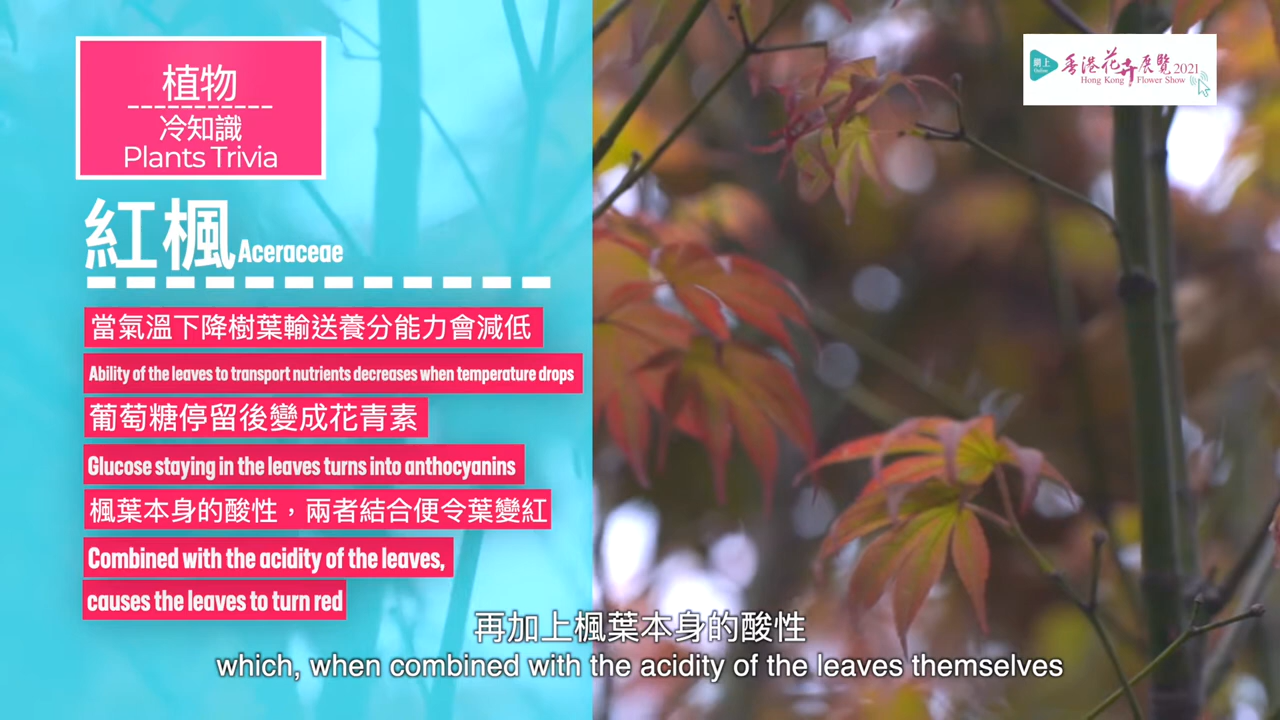 植物
冷知識
Plants Trivia
紅楓 Aceraceae
當氣溫下降樹葉輸送養分能力會減低
Ability of the leaves to transport nutrients decreases when temperature drops
葡萄糖停留後變成花青素
Glucose staying in the leaves turns into anthocyanins
楓葉本身的酸性，兩者結合便令葉變紅
Combined with the acidity of the leaves,
causes the leaves to turn red
網上 香港花卉展覽2021
Online Hong Kong Flower Show
再加上楓葉本身的酸性
which, when combined with the acidity of the leaves themselves